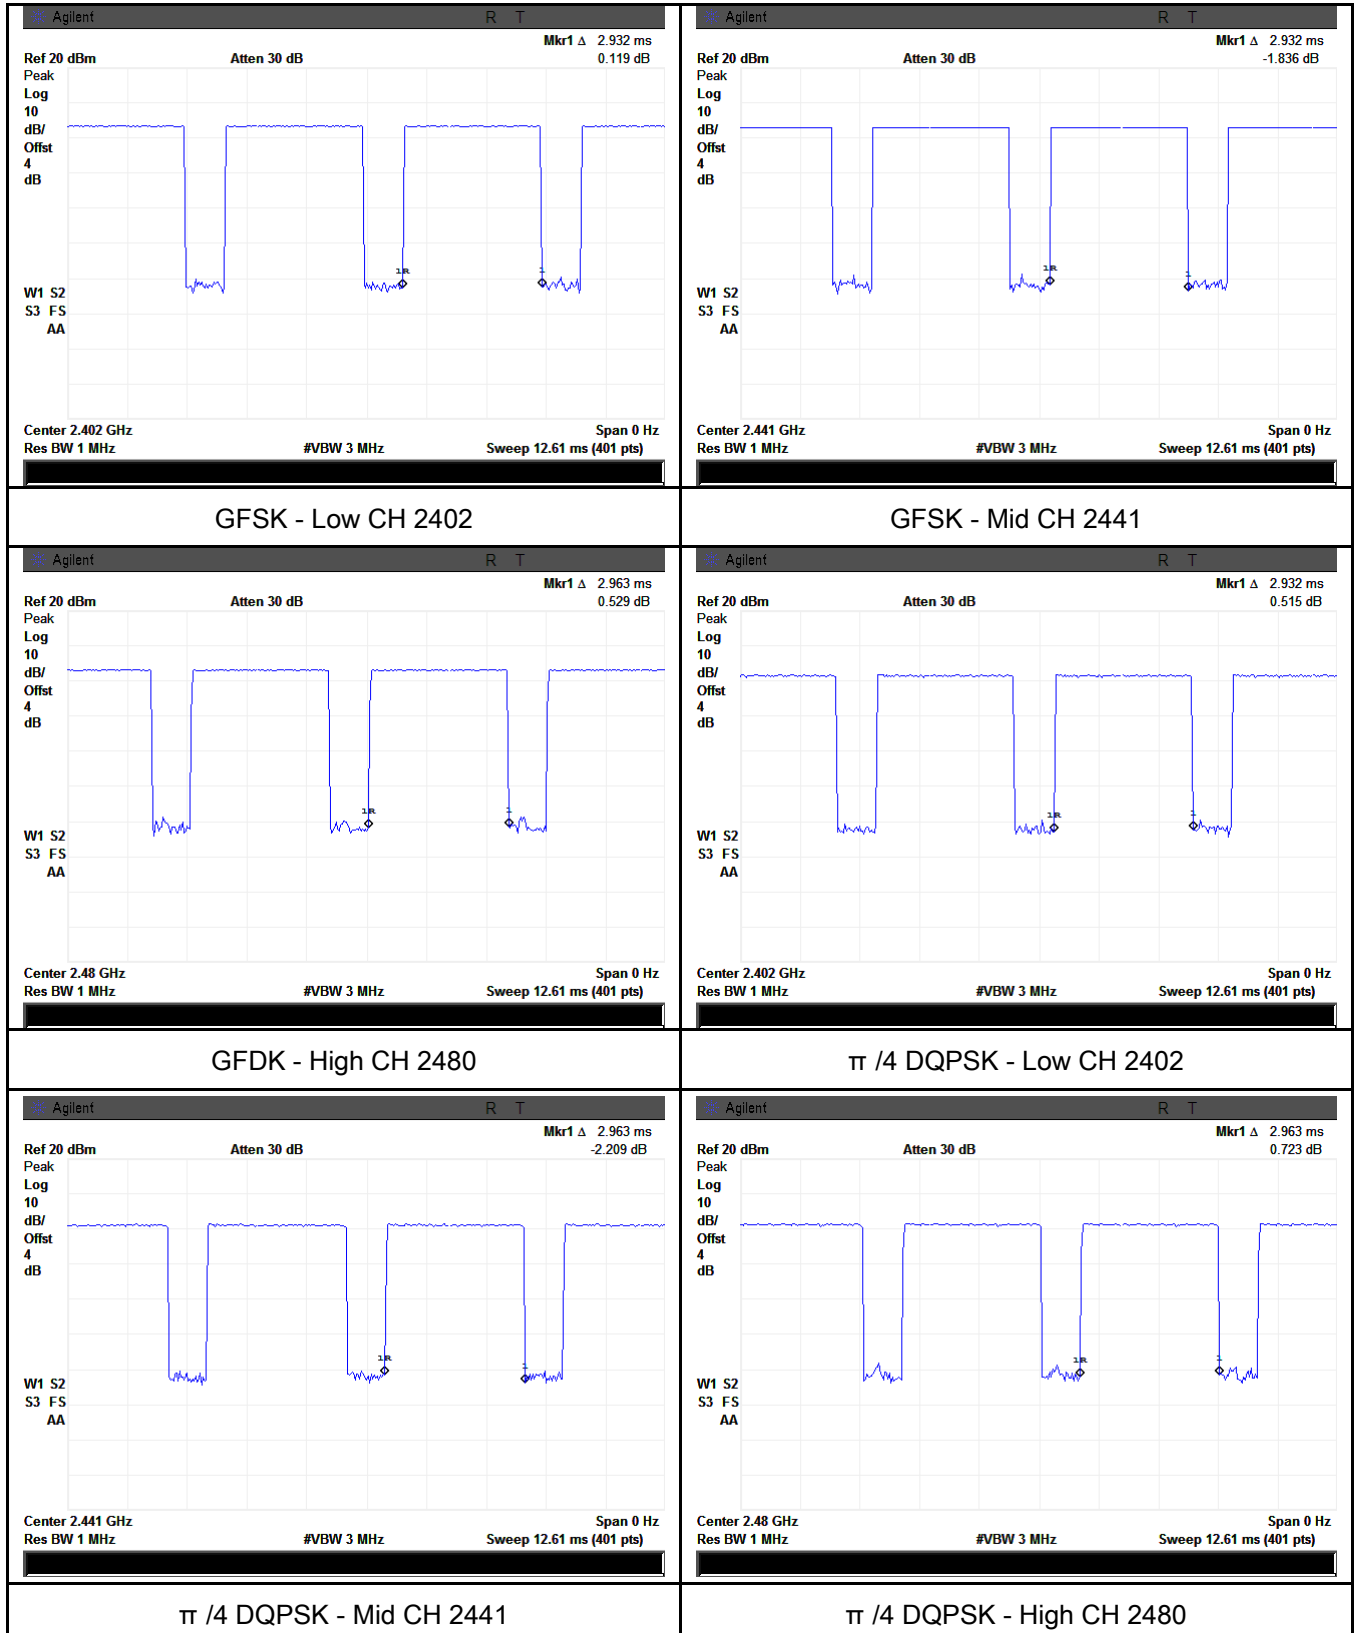 Agilent R T
Mkr1 Δ 2.932 ms
Ref 20 dBm Atten 30 dB 0.119 dB
Peak
Log
10
dB/
Offst
4
dB
1R
1
W1 S2
S3 FS
AA
Center 2.402 GHz Span 0 Hz
Res BW 1 MHz #VBW 3 MHz Sweep 12.61 ms (401 pts)
GFSK - Low CH 2402
Agilent R T
Mkr1 Δ 2.932 ms
Ref 20 dBm Atten 30 dB -1.836 dB
Peak
Log
10
dB/
Offst
4
dB
1R
1
W1 S2
S3 FS
AA
Center 2.441 GHz Span 0 Hz
Res BW 1 MHz #VBW 3 MHz Sweep 12.61 ms (401 pts)
GFSK - Mid CH 2441
Agilent R T
Mkr1 Δ 2.963 ms
Ref 20 dBm Atten 30 dB 0.529 dB
Peak
Log
10
dB/
Offst
4
dB
1R
1
W1 S2
S3 FS
AA
Center 2.48 GHz Span 0 Hz
Res BW 1 MHz #VBW 3 MHz Sweep 12.61 ms (401 pts)
GFDK - High CH 2480
Agilent R T
Mkr1 Δ 2.932 ms
Ref 20 dBm Atten 30 dB 0.515 dB
Peak
Log
10
dB/
Offst
4
dB
1R
1
W1 S2
S3 FS
AA
Center 2.402 GHz Span 0 Hz
Res BW 1 MHz #VBW 3 MHz Sweep 12.61 ms (401 pts)
π /4 DQPSK - Low CH 2402
Agilent R T
Mkr1 Δ 2.963 ms
Ref 20 dBm Atten 30 dB -2.209 dB
Peak
Log
10
dB/
Offst
4
dB
1R
1
W1 S2
S3 FS
AA
Center 2.441 GHz Span 0 Hz
Res BW 1 MHz #VBW 3 MHz Sweep 12.61 ms (401 pts)
π /4 DQPSK - Mid CH 2441
Agilent R T
Mkr1 Δ 2.963 ms
Ref 20 dBm Atten 30 dB 0.723 dB
Peak
Log
10
dB/
Offst
4
dB
1R
1
W1 S2
S3 FS
AA
Center 2.48 GHz Span 0 Hz
Res BW 1 MHz #VBW 3 MHz Sweep 12.61 ms (401 pts)
π /4 DQPSK - High CH 2480